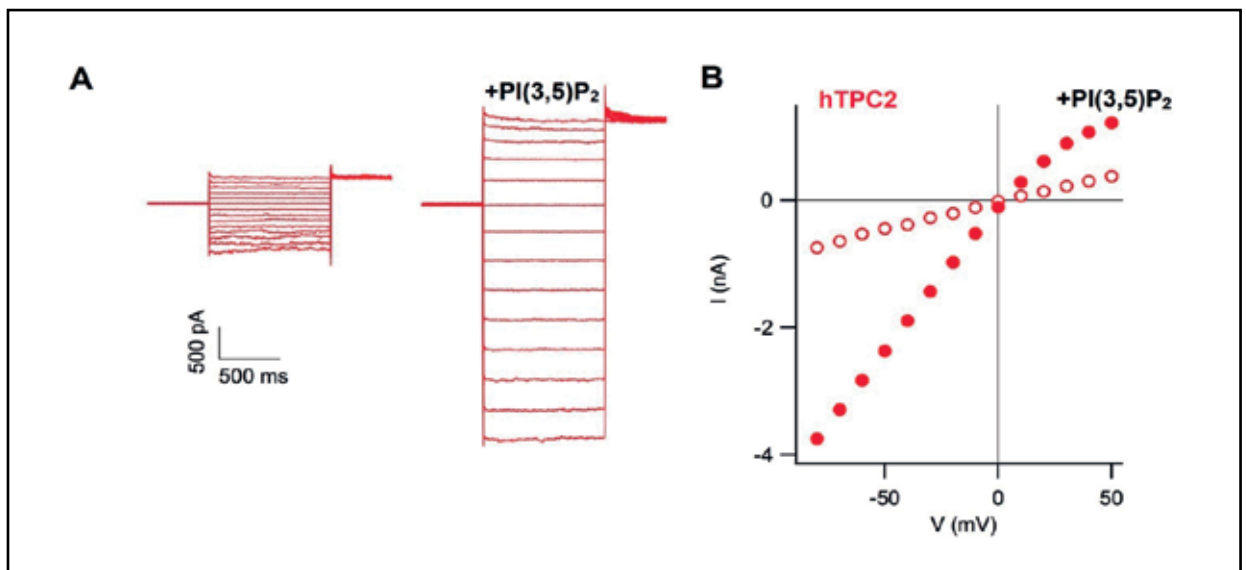 A
+PI(3,5)P₂
500 pA
500 ms
B
hTPC2
+PI(3,5)P₂
0
-2
-4
I (nA)
-50
0
50
V (mV)